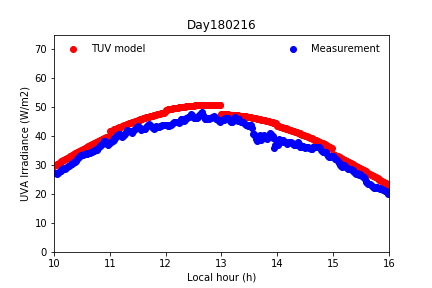 Day180216
TUV model
Measurement
UVA Irradiance (W/m2)
70
60
50
40
30
20
10
0
10 11 12 13 14 15 16
Local hour (h)